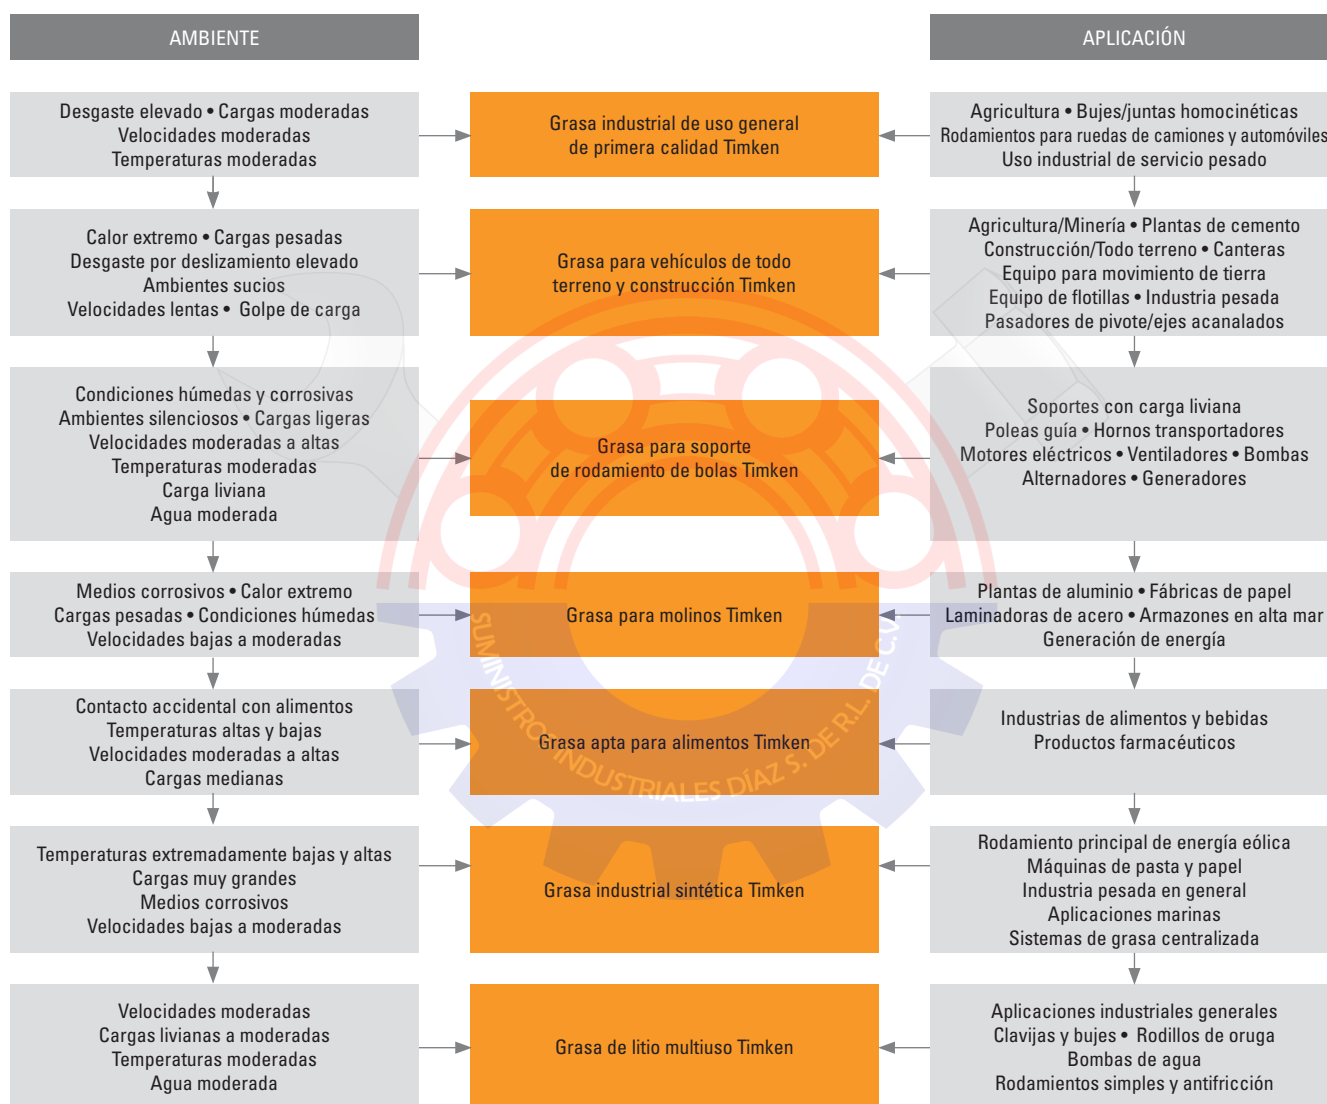 AMBIENTE
APLICACIÓN
Desgaste elevado • Cargas moderadas
Velocidades moderadas
Temperaturas moderadas
Grasa industrial de uso general
de primera calidad Timken
Agricultura • Bujes/juntas homocinéticas
Rodamientos para ruedas de camiones y automóviles
Uso industrial de servicio pesado
Calor extremo • Cargas pesadas
Desgaste por deslizamiento elevado
Ambientes sucios
Velocidades lentas • Golpe de carga
Grasa para vehículos de todo
terreno y construcción Timken
Agricultura/Minería • Plantas de cemento
Construcción/Todo terreno • Canteras
Equipo para movimiento de tierra
Equipo de flotillas • Industria pesada
Pasadores de pivote/ejes acanalados
Condiciones húmedas y corrosivas
Ambientes silenciosos • Cargas ligeras
Velocidades moderadas a altas
Temperaturas moderadas
Carga liviana
Agua moderada
Grasa para soporte
de rodamiento de bolas Timken
Soportes con carga liviana
Poleas guía • Hornos transportadores
Motores eléctricos • Ventiladores • Bombas
Alternadores • Generadores
Medios corrosivos • Calor extremo
Cargas pesadas • Condiciones húmedas
Velocidades bajas a moderadas
Grasa para molinos Timken
Plantas de aluminio • Fábricas de papel
Laminadoras de acero • Armazones en alta mar
Generación de energía
Contacto accidental con alimentos
Temperaturas altas y bajas
Velocidades moderadas a altas
Cargas medianas
Grasa apta para alimentos Timken
Industrias de alimentos y bebidas
Productos farmacéuticos
Temperaturas extremadamente bajas y altas
Cargas muy grandes
Medios corrosivos
Velocidades bajas a moderadas
Grasa industrial sintética Timken
Rodamiento principal de energía eólica
Máquinas de pasta y papel
Industria pesada en general
Aplicaciones marinas
Sistemas de grasa centralizada
Velocidades moderadas
Cargas livianas a moderadas
Temperaturas moderadas
Agua moderada
Grasa de litio multiuso Timken
Aplicaciones industriales generales
Clavijas y bujes • Rodillos de oruga
Bombas de agua
Rodamientos simples y antifricción
SUMINISTROS INDUSTRIALES DÍAZ S. DE R.L. DE C.V.